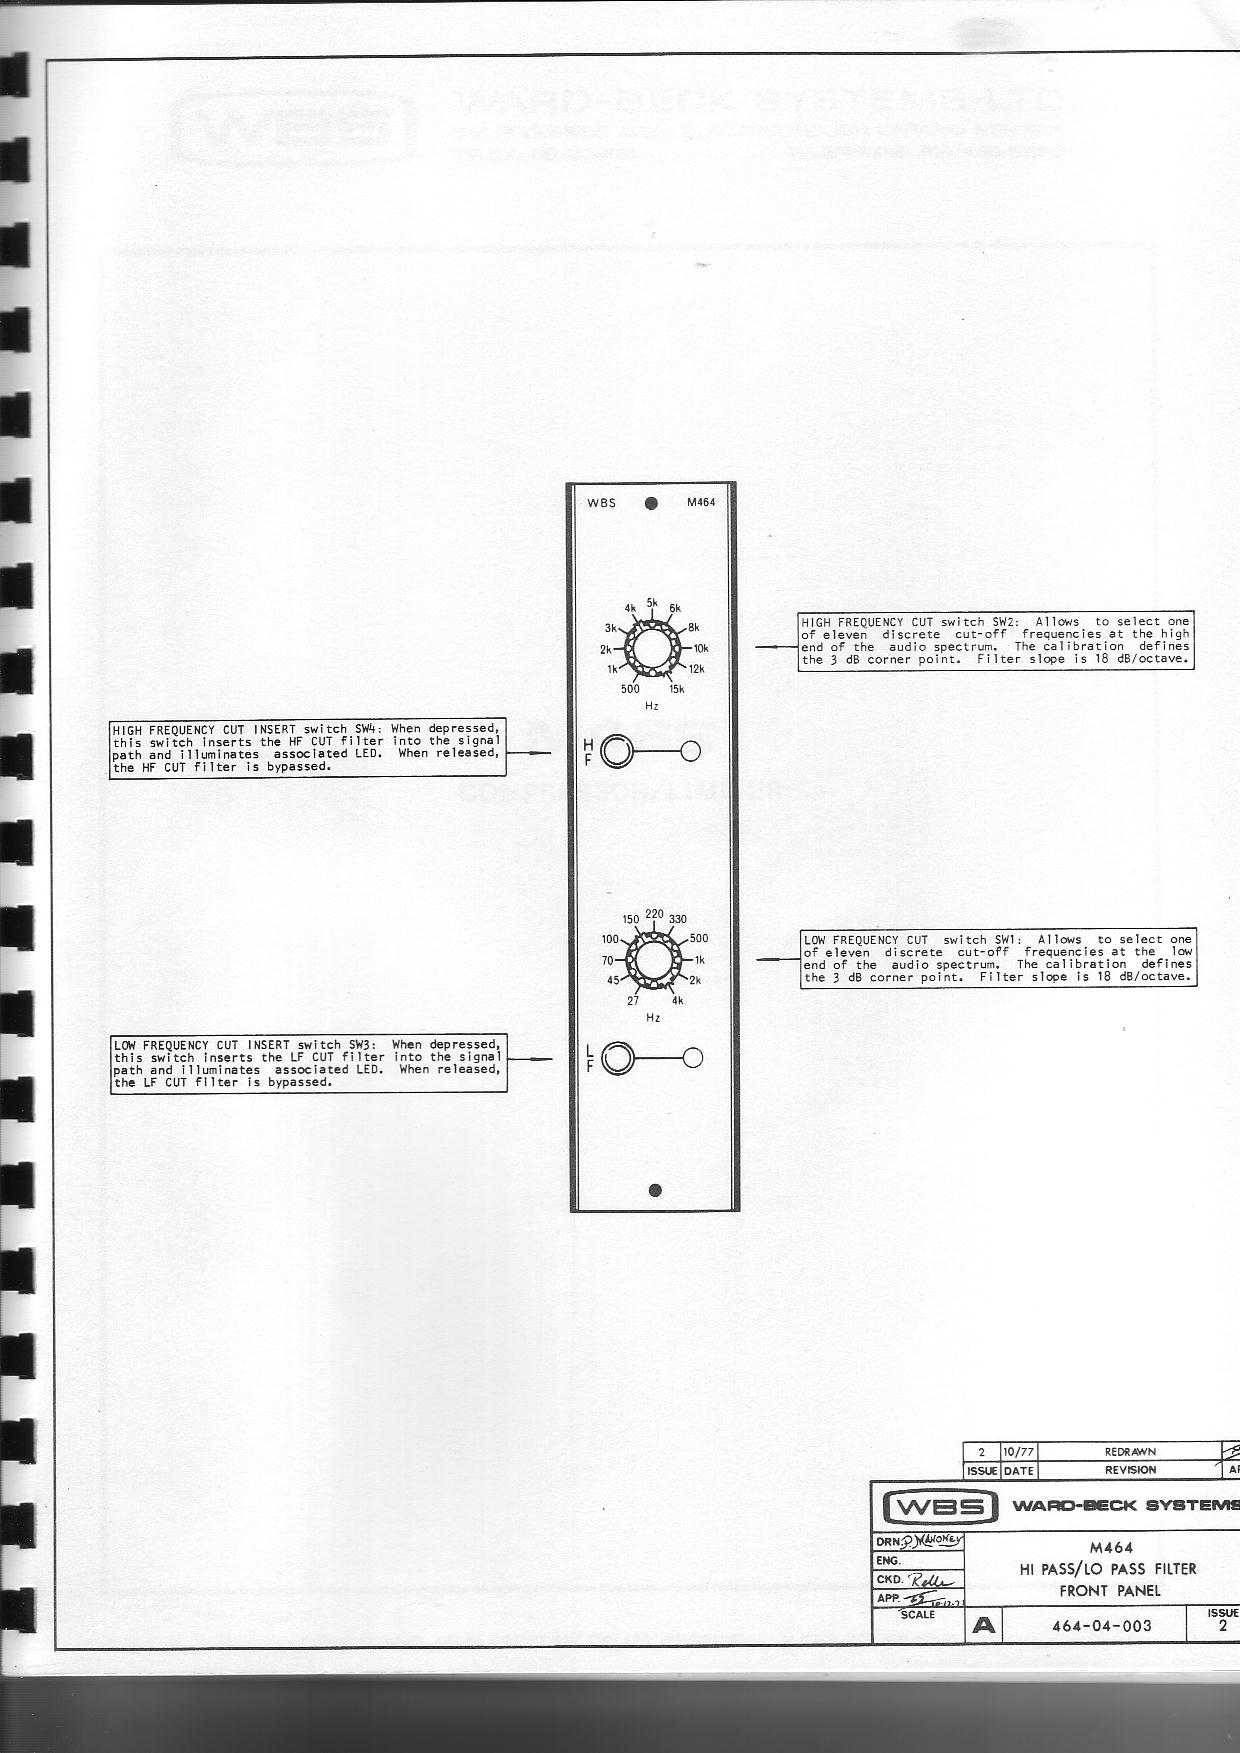 WBS M464
5k
4k 6k
3k 8k
2k 10k
1k 12k
500 15k
Hz
HIGH FREQUENCY CUT switch SW2: Allows to select one
of eleven discrete cut-off frequencies at the high
end of the audio spectrum. The calibration defines
the 3 dB corner point. Filter slope is 18 dB/octave.
HIGH FREQUENCY CUT INSERT switch SW4: When depressed,
this switch inserts the HF CUT filter into the signal
path and illuminates associated LED. When released,
the HF CUT filter is bypassed.
H
F
COMPRESSOR/LIMITER
150 220 330
100 500
70 1k
45 2k
27 4k
Hz
LOW FREQUENCY CUT switch SW1: Allows to select one
of eleven discrete cut-off frequencies at the low
end of the audio spectrum. The calibration defines
the 3 dB corner point. Filter slope is 18 dB/octave.
LOW FREQUENCY CUT INSERT switch SW3: When depressed,
this switch inserts the LF CUT filter into the signal
path and illuminates associated LED. When released,
the LF CUT filter is bypassed.
L
F
2 10/77 REDRAWN
ISSUE DATE REVISION
WBS WARD-BECK SYSTEMS
DRN. D. MAHONEY
ENG.
CKD.
APP.
SCALE
M464
HI PASS/LO PASS FILTER
FRONT PANEL
A 464-04-003 ISSUE
2
WBS WARD-BECK SYSTEMS LTD